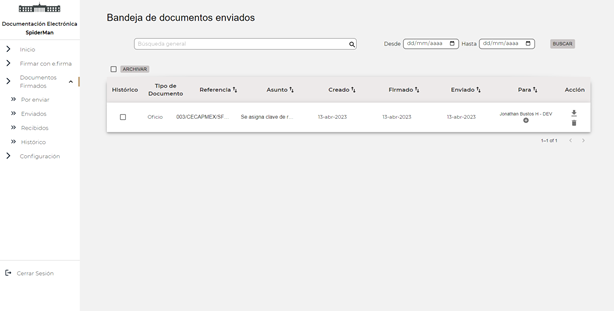 Documentación Electrónica
SpiderMan
Inicio
Firmar con e.firma
Documentos
Firmados
Por enviar
Enviados
Recibidos
Histórico
Configuración
Cerrar Sesión
Bandeja de documentos enviados
Búsqueda general
Desde dd/mm/aaaa Hasta dd/mm/aaaa BUSCAR
ARCHIVAR
Histórico Tipo de Documento Referencia Asunto Creado Firmado Enviado Para Acción
Oficio 003/GECAPMEX/SF... Se asigna clave de r... 13-abr-2023 13-abr-2023 13-abr-2023 Jonathan Bustos H - DEV
1–1 of 1